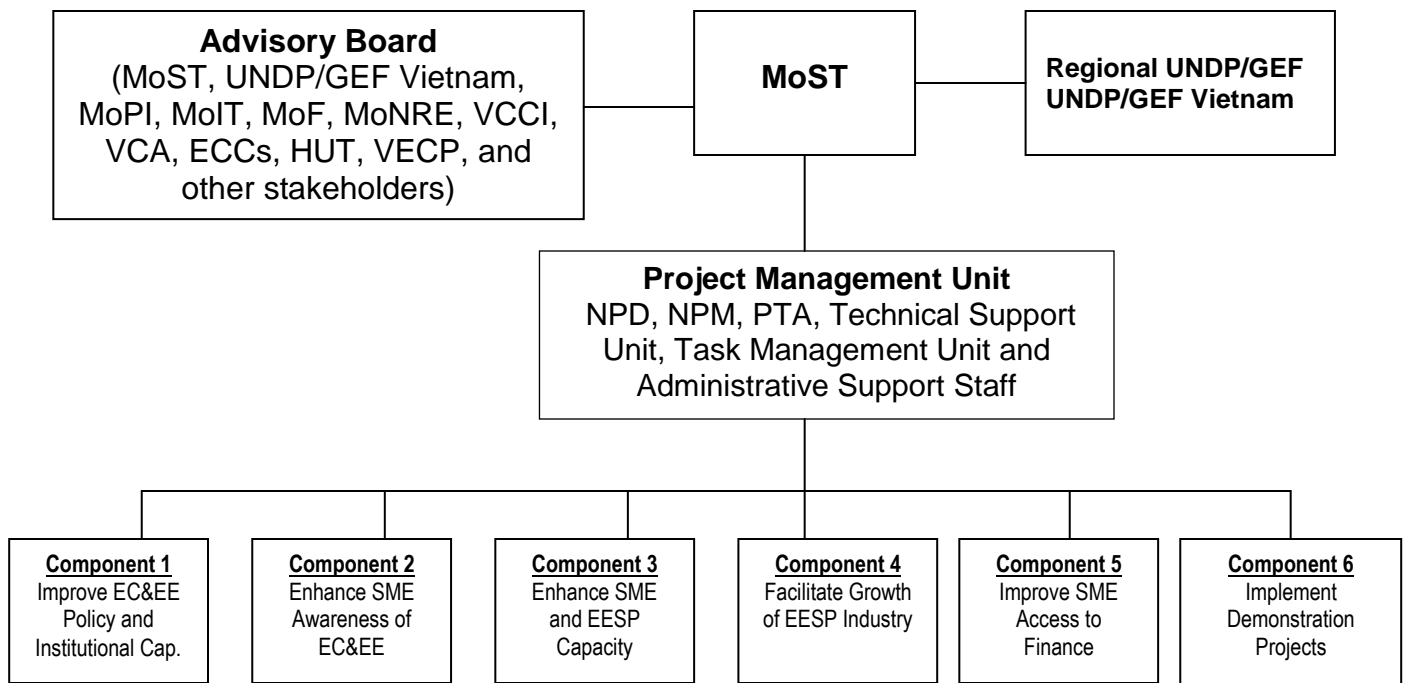 Advisory Board
(MoST, UNDP/GEF Vietnam,
MoPI, MoIT, MoF, MoNRE, VCCI,
VCA, ECCs, HUT, VECP, and
other stakeholders)
MoST
Regional UNDP/GEF
UNDP/GEF Vietnam
Project Management Unit
NPD, NPM, PTA, Technical Support
Unit, Task Management Unit and
Administrative Support Staff
Component 1
Improve EC&EE
Policy and
Institutional Cap.
Component 2
Enhance SME
Awareness of
EC&EE
Component 3
Enhance SME
and EESP
Capacity
Component 4
Facilitate Growth
of EESP Industry
Component 5
Improve SME
Access to
Finance
Component 6
Implement
Demonstration
Projects